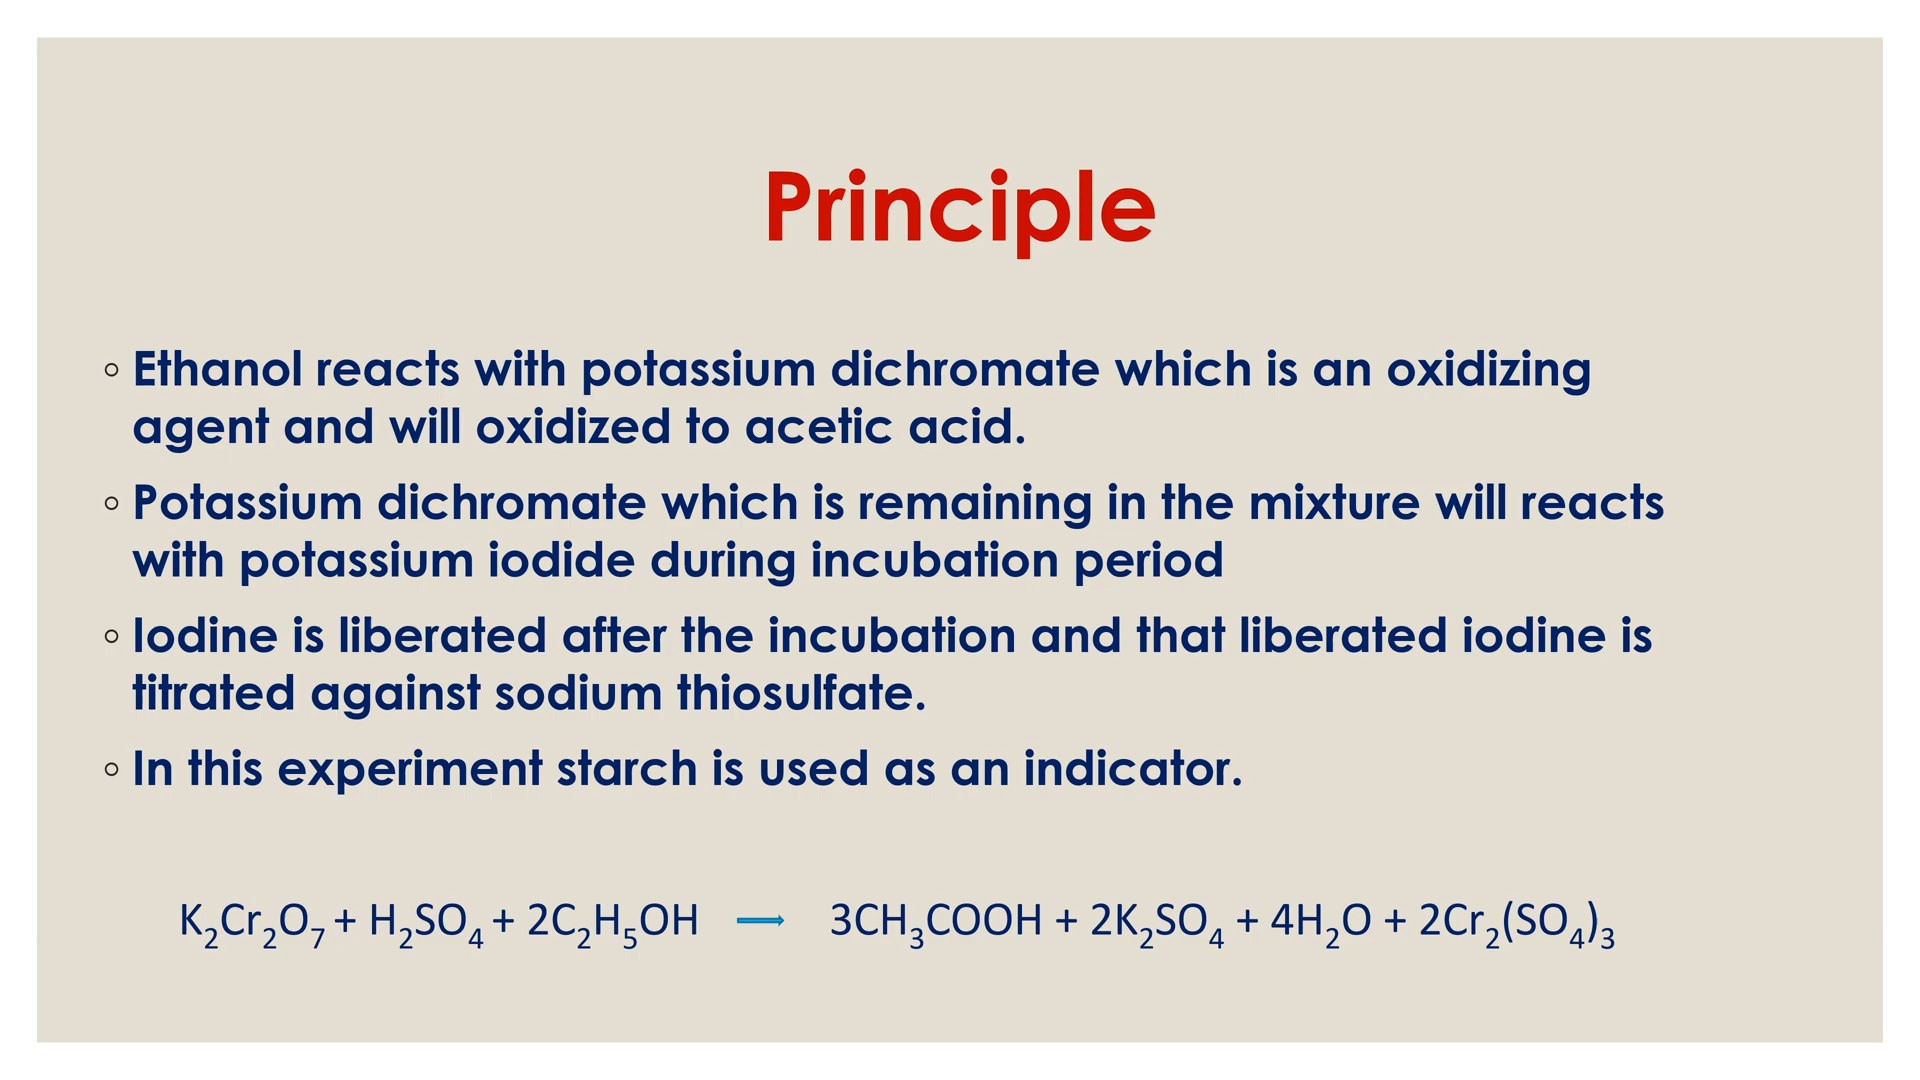 Principle
◦ Ethanol reacts with potassium dichromate which is an oxidizing
agent and will oxidized to acetic acid.
◦ Potassium dichromate which is remaining in the mixture will reacts
with potassium iodide during incubation period
◦ Iodine is liberated after the incubation and that liberated iodine is
titrated against sodium thiosulfate.
◦ In this experiment starch is used as an indicator.
K₂Cr₂O₇ + H₂SO₄ + 2C₂H₅OH ⟶ 3CH₃COOH + 2K₂SO₄ + 4H₂O + 2Cr₂(SO₄)₃